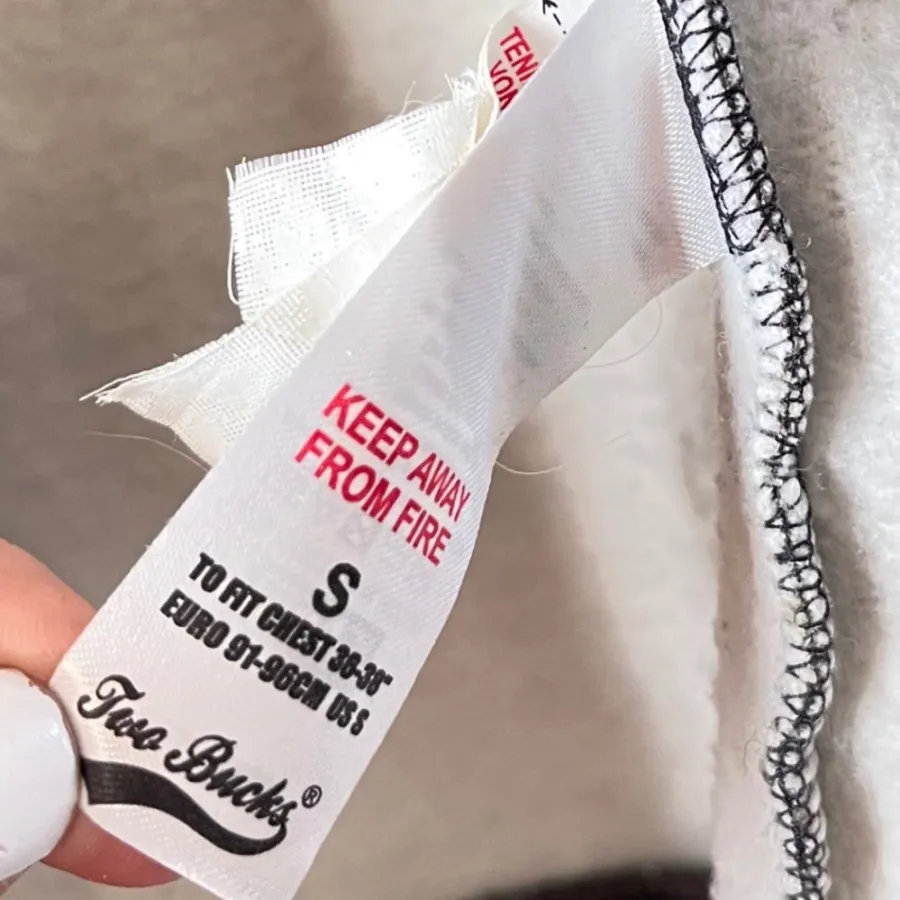 KEEP AWAY
FROM FIRE
S
TO FIT CHEST 36-38"
EURO 91-96CM US S
Two Bucks®